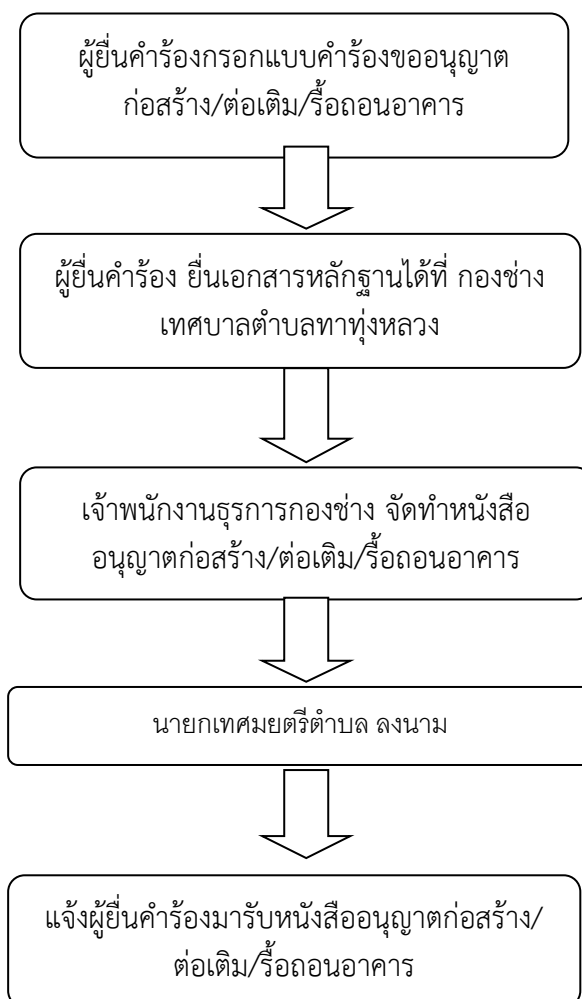 ผู้ยื่นคำร้องกรอกแบบคำร้องขออนุญาต
ก่อสร้าง/ต่อเติม/รื้อถอนอาคาร
ผู้ยื่นคำร้อง ยื่นเอกสารหลักฐานได้ที่ กองช่าง
เทศบาลตำบลทาทุ่งหลวง
เจ้าพนักงานธุรการกองช่าง จัดทำหนังสือ
อนุญาตก่อสร้าง/ต่อเติม/รื้อถอนอาคาร
นายกเทศมยตรีตำบล ลงนาม
แจ้งผู้ยื่นคำร้องมารับหนังสืออนุญาตก่อสร้าง/
ต่อเติม/รื้อถอนอาคาร